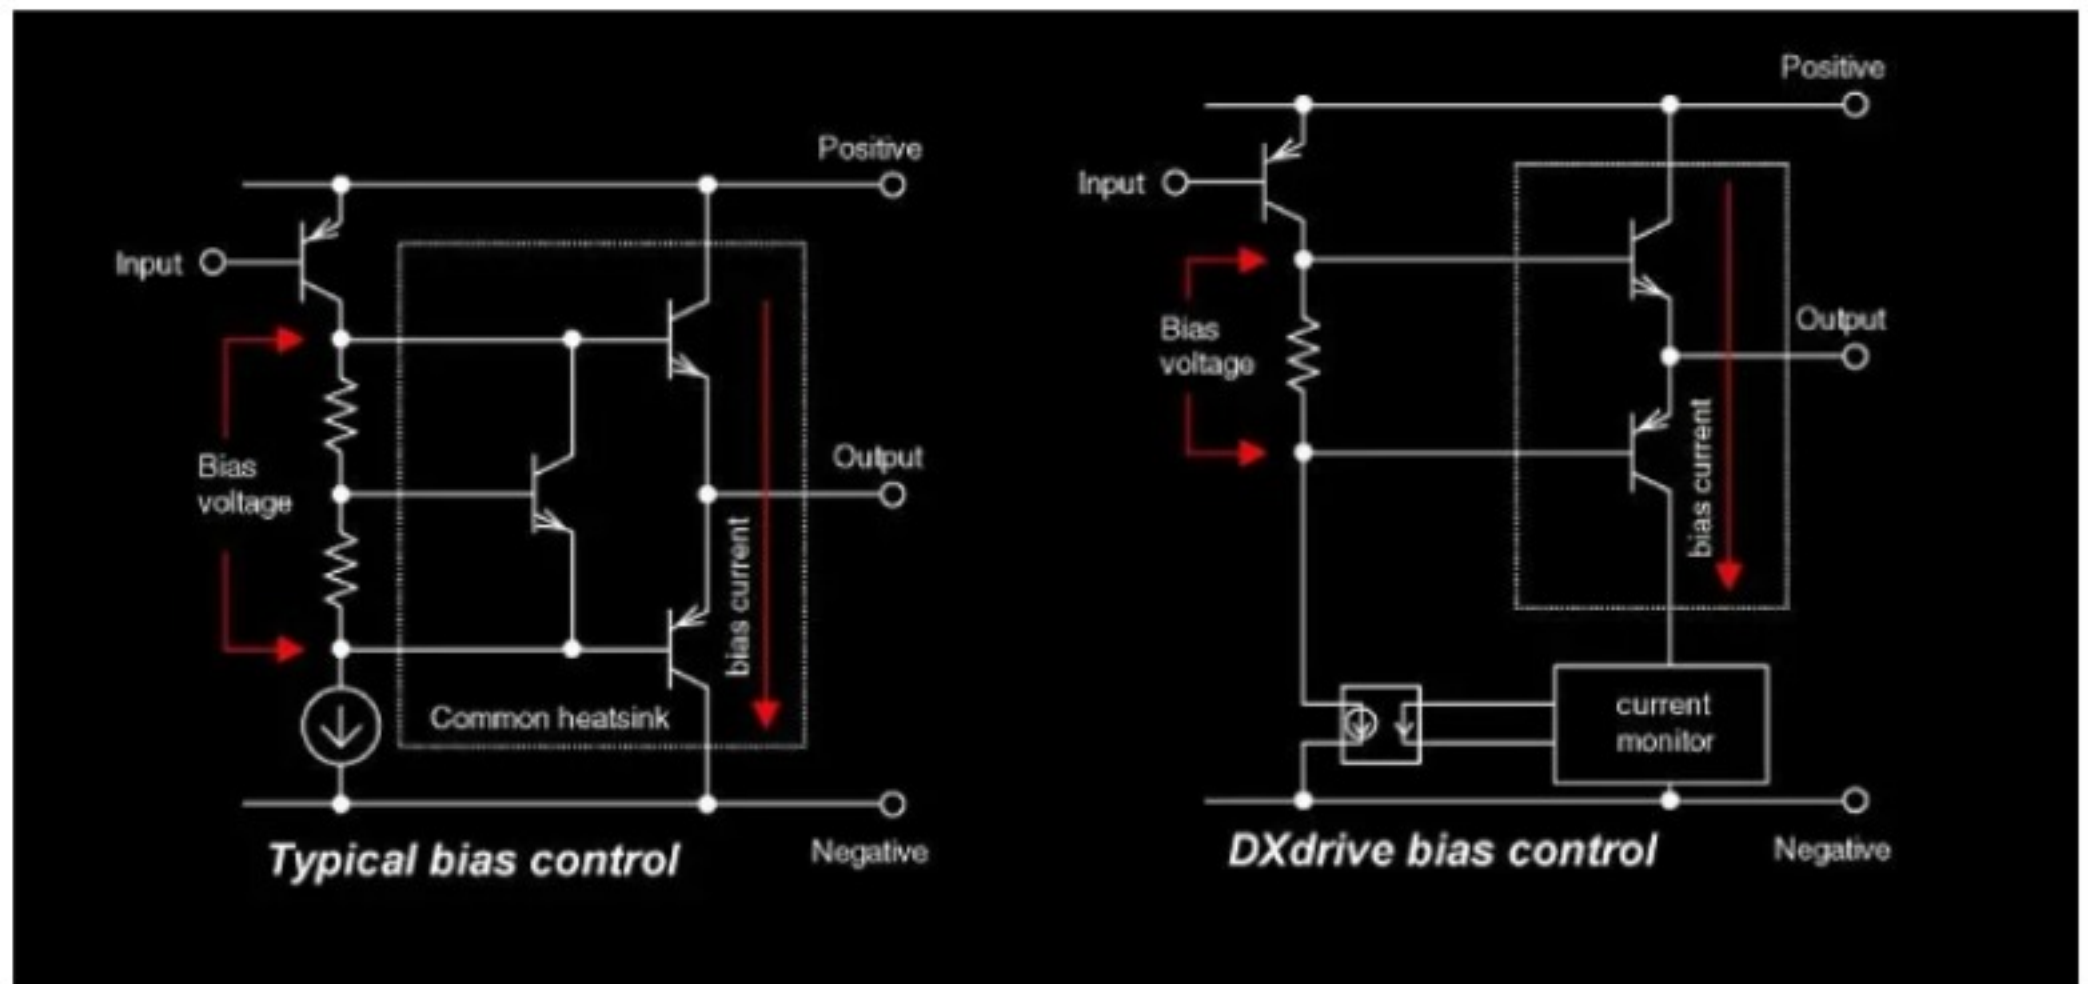 Positive
Input
Bias
voltage
Output
bias current
Common heatsink
Negative
Typical bias control
Positive
Input
Bias
voltage
Output
bias current
current
monitor
Negative
DXdrive bias control